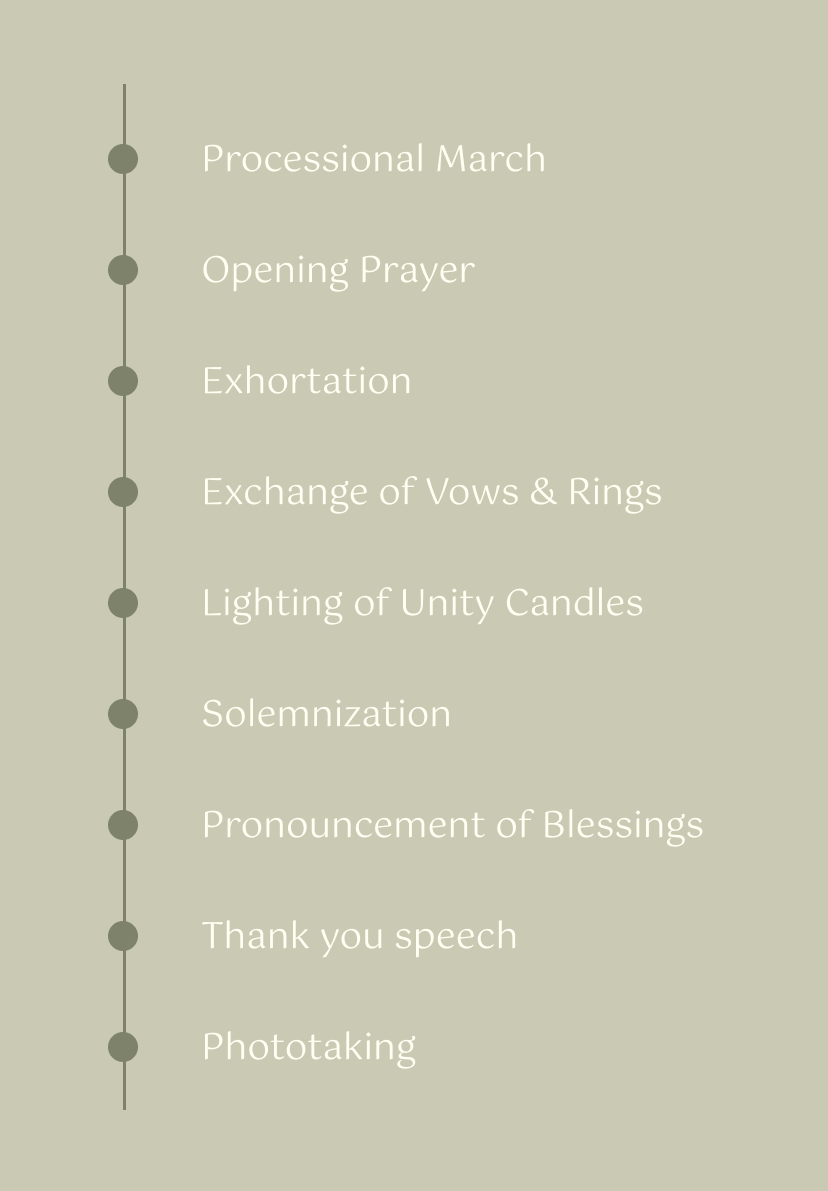 Processional March
Opening Prayer
Exhortation
Exchange of Vows & Rings
Lighting of Unity Candles
Solemnization
Pronouncement of Blessings
Thank you speech
Phototaking